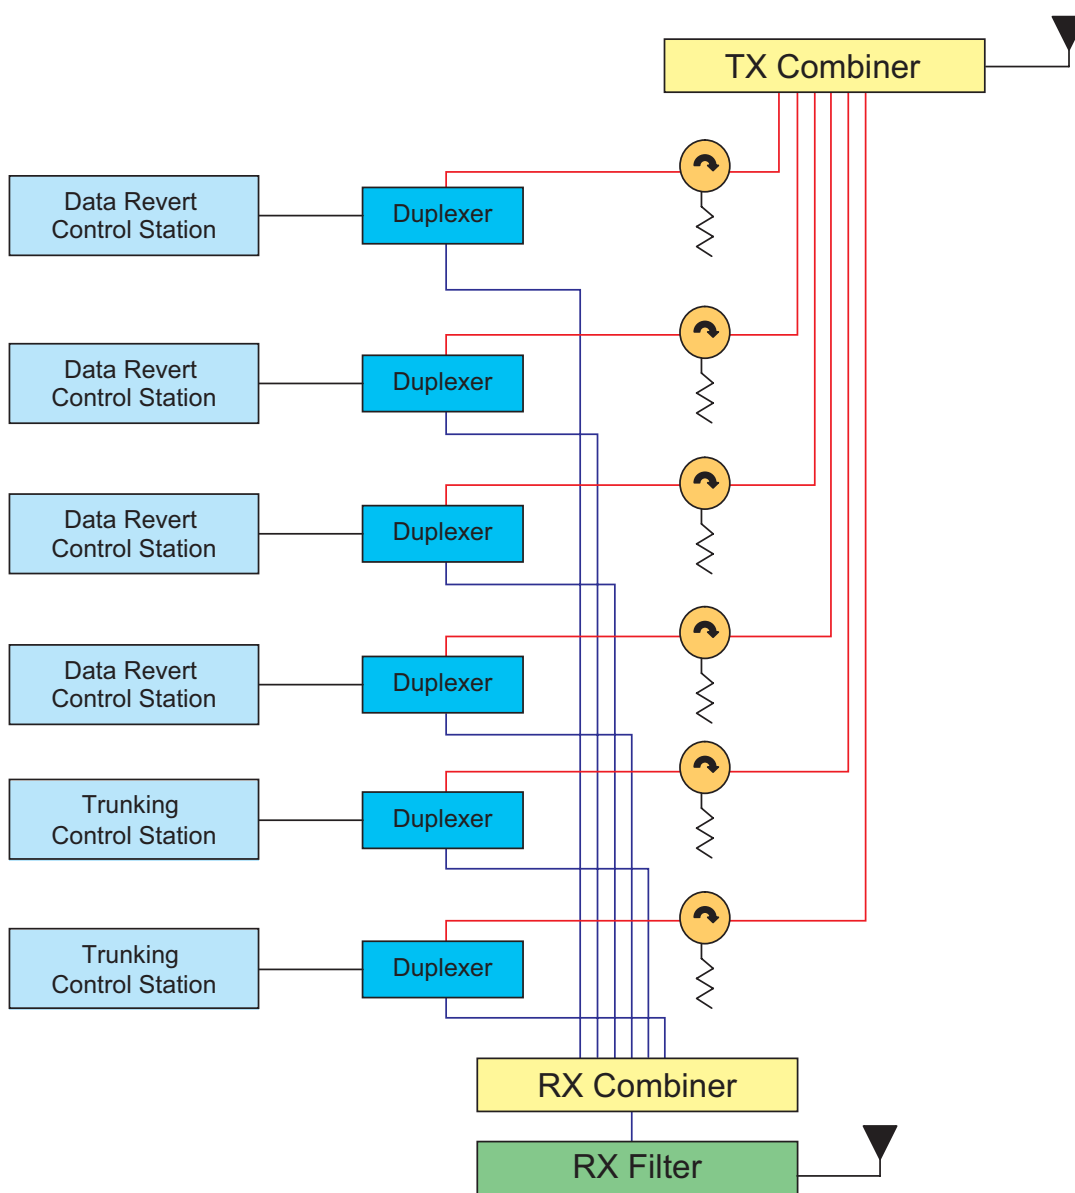 TX Combiner
Data Revert
Control Station
Duplexer
Data Revert
Control Station
Duplexer
Data Revert
Control Station
Duplexer
Data Revert
Control Station
Duplexer
Trunking
Control Station
Duplexer
Trunking
Control Station
Duplexer
RX Combiner
RX Filter